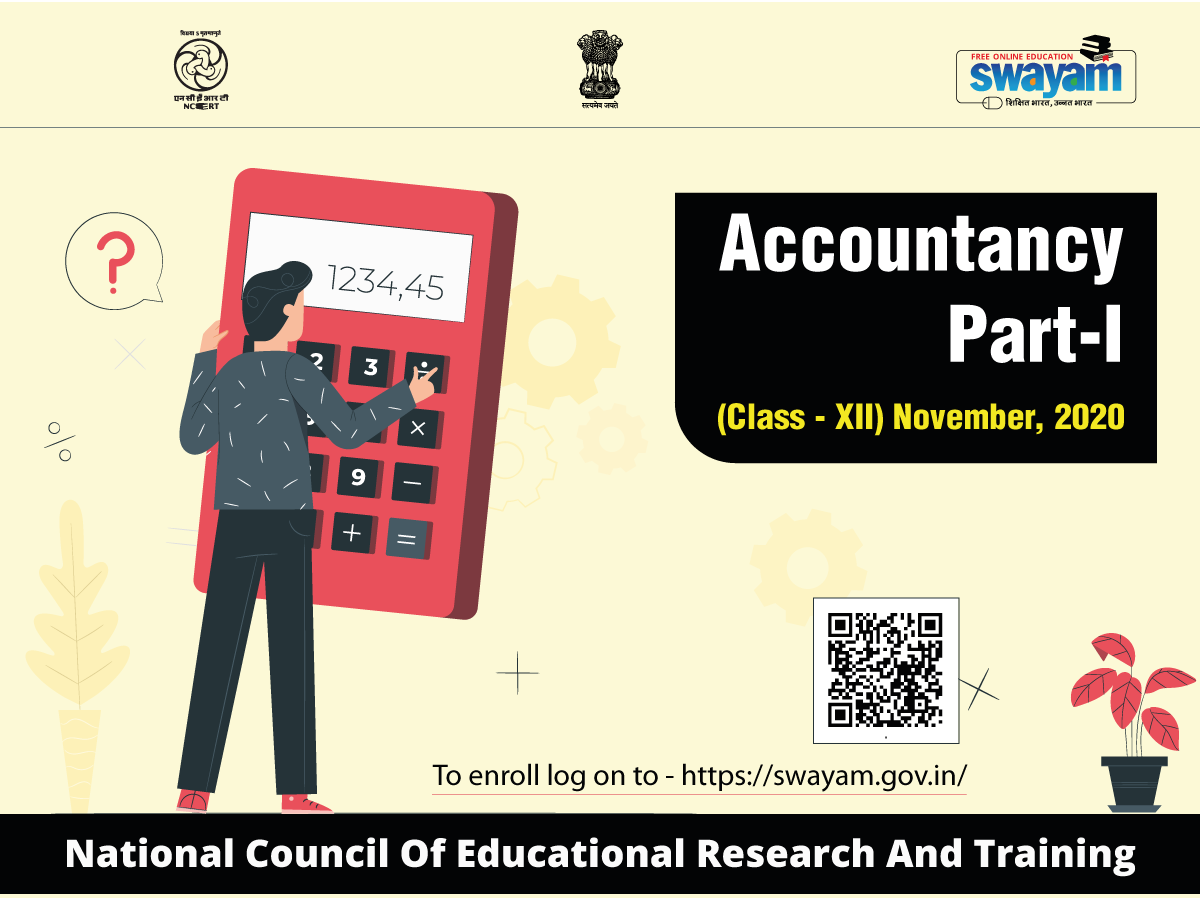 विद्यया ऽ मृतमश्नुते
एन सी ई आर टी
NCERT
सत्यमेव जयते
FREE ONLINE EDUCATION
swayam
शिक्षित भारत, उन्नत भारत
?
1234,45
2 3 ÷
×
9 −
+ =
%
Accountancy
Part-I
(Class - XII) November, 2020
To enroll log on to - https://swayam.gov.in/
National Council Of Educational Research And Training